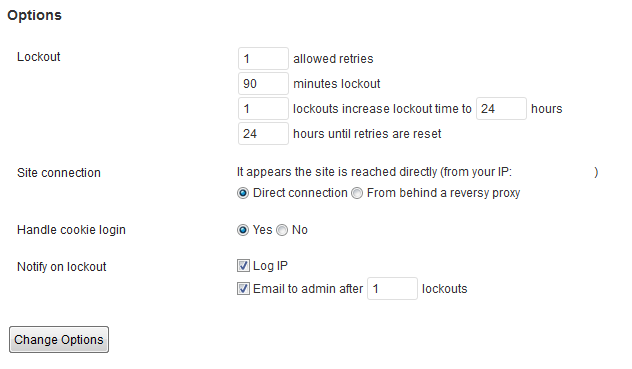 Options
Lockout 1 allowed retries
90 minutes lockout
1 lockouts increase lockout time to 24 hours
24 hours until retries are reset
Site connection It appears the site is reached directly (from your IP: )
Direct connection From behind a reversy proxy
Handle cookie login Yes No
Notify on lockout Log IP
Email to admin after 1 lockouts
Change Options